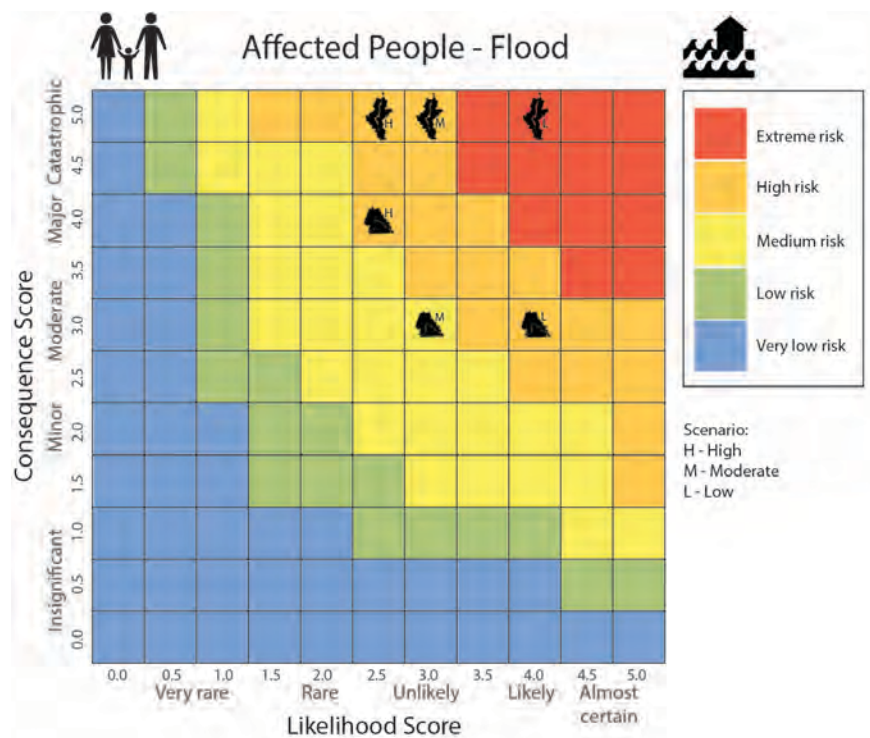 Affected People - Flood
Consequence Score
Catastrophic
Major
Moderate
Minor
Insignificant
5.0
4.5
4.0
3.5
3.0
2.5
2.0
1.5
1.0
0.5
0.0
H
M
L
H
M
L
0.0 0.5 1.0 1.5 2.0 2.5 3.0 3.5 4.0 4.5 5.0
Very rare Rare Unlikely Likely Almost
certain
Likelihood Score
Extreme risk
High risk
Medium risk
Low risk
Very low risk
Scenario:
H - High
M - Moderate
L - Low